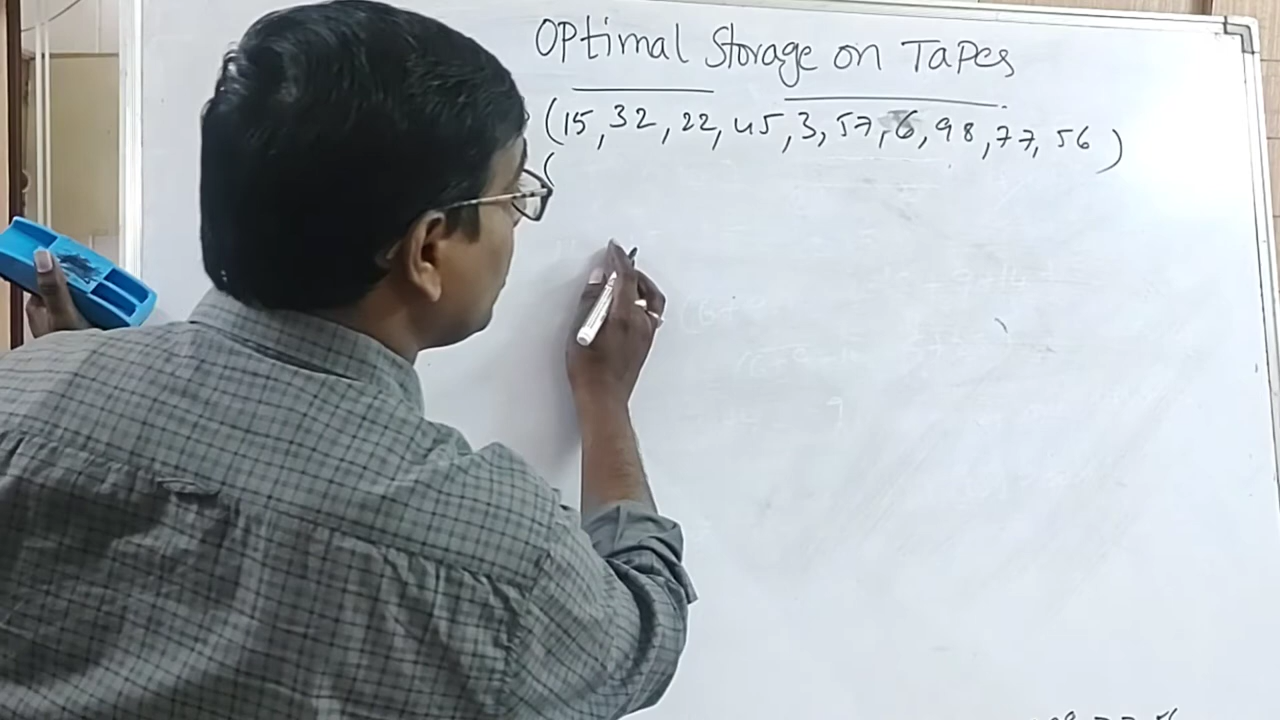 Optimal Storage on Tapes
(15, 32, 22, 45, 3, 57, 6, 98, 77, 56)
(